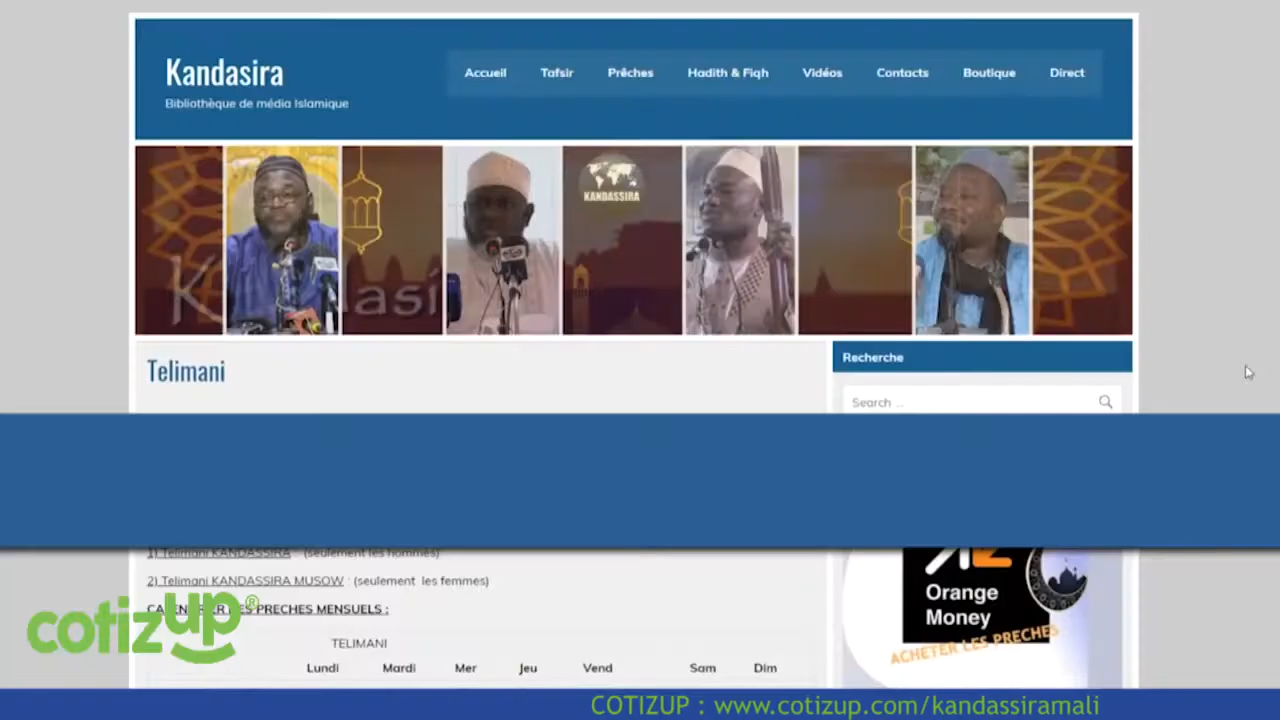 Kandasira
Bibliothèque de média Islamique
Accueil Tafsir Prêches Hadith & Fiqh Vidéos Contacts Boutique Direct
KANDASSIRA
Telimani
Recherche
Search ...
1) Telimani KANDASSIRA : (seulement les hommes)
2) Telimani KANDASSIRA MUSOW : (seulement les femmes)
PRECHES MENSUELS :
TELIMANI
Lundi Mardi Mer Jeu Vend Sam Dim
Orange
Money
ACHETER LES PRECHES
cotizup®
COTIZUP : www.cotizup.com/kandassiramali